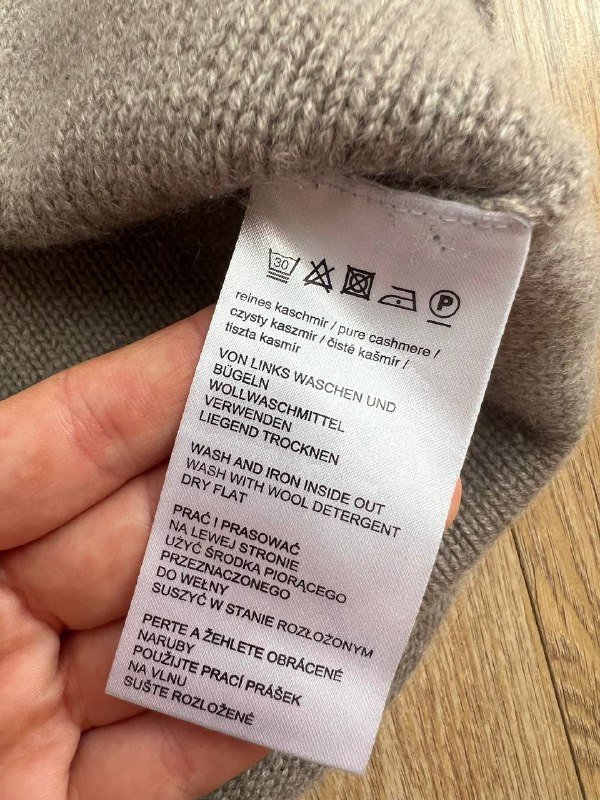 30 P
reines kaschmir / pure cashmere /
czysty kaszmir / čisté kašmír /
tiszta kasmír
VON LINKS WASCHEN UND
BÜGELN
WOLLWASCHMITTEL
VERWENDEN
LIEGEND TROCKNEN
WASH AND IRON INSIDE OUT
WASH WITH WOOL DETERGENT
DRY FLAT
PRAĆ I PRASOWAĆ
NA LEWEJ STRONIE
UŻYĆ ŚRODKA PIORĄCEGO
PRZEZNACZONEGO
DO WEŁNY
SUSZYĆ W STANIE ROZŁOŻONYM
PERTE A ŽEHLETE OBRÁCENÉ
NARUBY
POUŽIJTE PRACÍ PRÁŠEK
NA VLNU
SUŠTE ROZLOŽENÉ